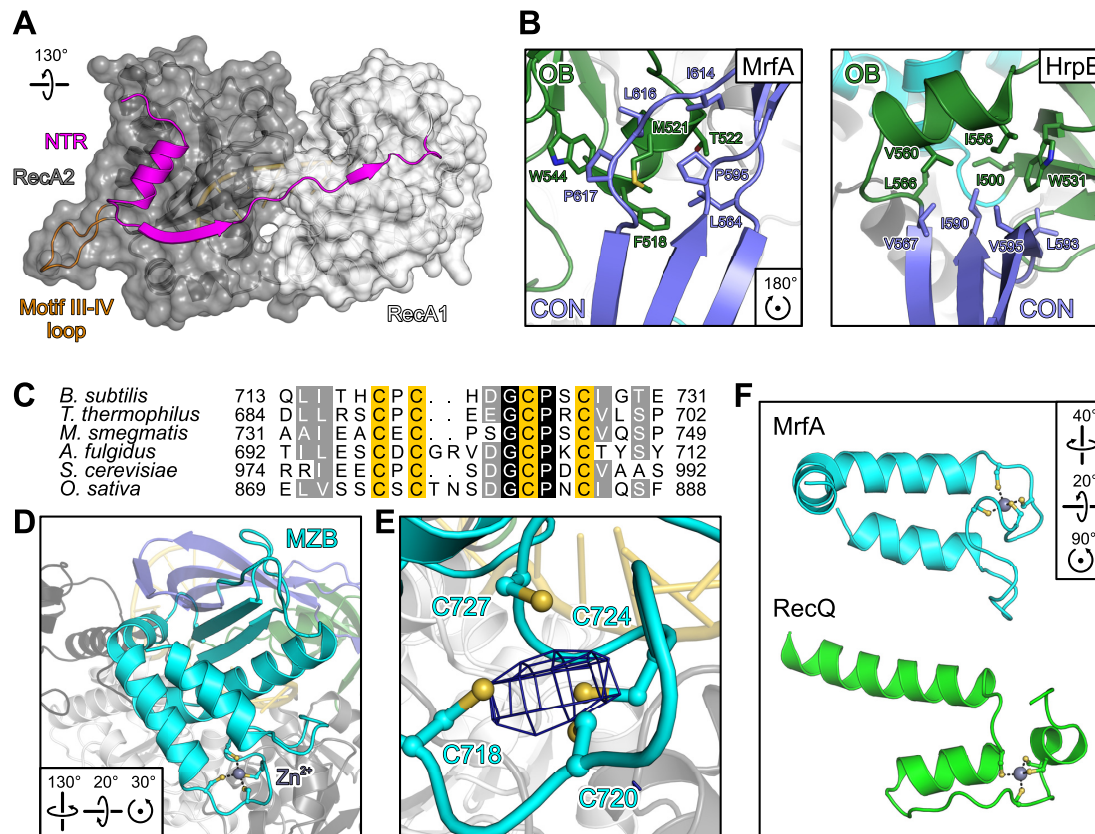 A
130°
NTR
RecA2
Motif III-IV
loop
RecA1
B
OB
MrfA
I614
L616
M521
T522
W544
P617
P595
L564
F518
CON
180°
OB
HrpB
I556
V560
L566
I500
W531
I590
V567
V595
L593
CON
C
B. subtilis 713 Q L I T H C P C . . H D G C P S C I G T E 731
T. thermophilus 684 D L L R S C P C . . E E G C P R C V L S P 702
M. smegmatis 731 A A I E A C E C . . P S G C P S C V Q S P 749
A. fulgidus 692 T I L E S C D C G R V D G C P K C T Y S Y 712
S. cerevisiae 974 R R I E E C P C . . S D G C P D C V A A S 992
O. sativa 869 E L V S S C S C T N S D G C P N C I Q S F 888
D
MZB
Zn²⁺
130° 20° 30°
E
C727
C724
C718
C720
F
MrfA
40°
20°
90°
RecQ